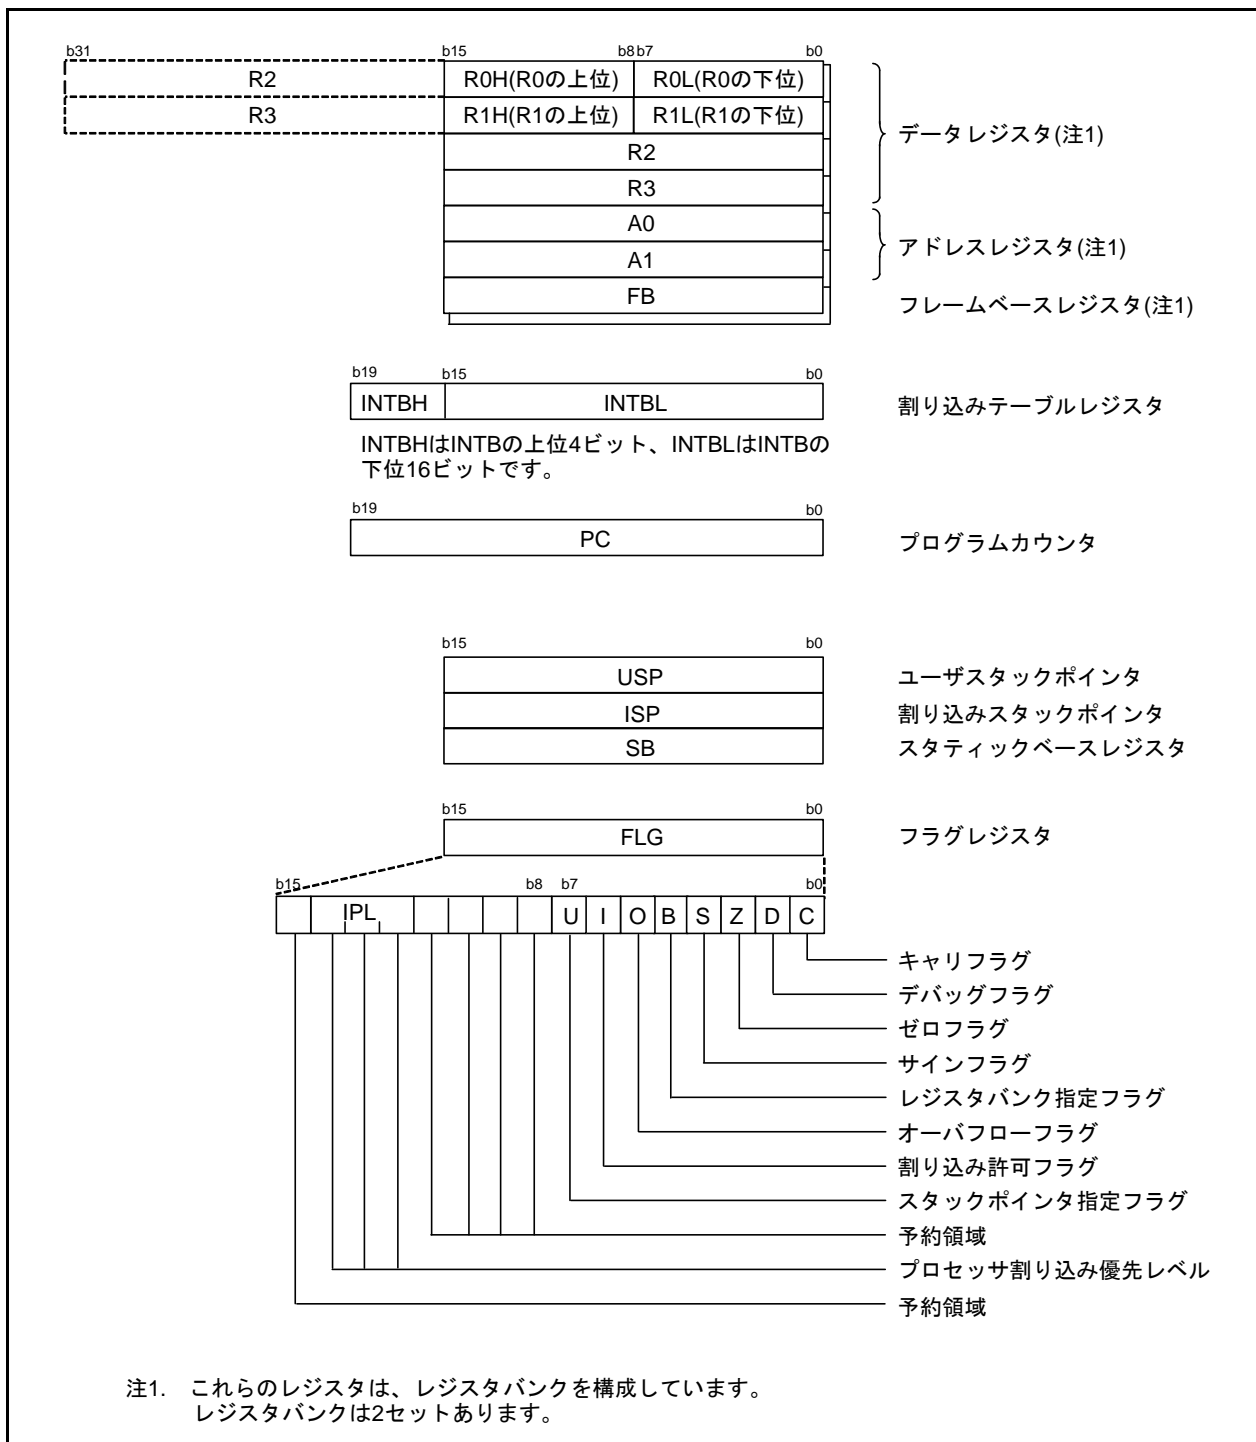 b31 b15 b8 b7 b0
R2 R0H(R0の上位) R0L(R0の下位)
R3 R1H(R1の上位) R1L(R1の下位)
データレジスタ(注1)
R2
R3
A0
A1
アドレスレジスタ(注1)
FB
フレームベースレジスタ(注1)
b19 b15 b0
INTBH INTBL 割り込みテーブルレジスタ
INTBHはINTBの上位4ビット、INTBLはINTBの
下位16ビットです。
b19 b0
PC プログラムカウンタ
b15 b0
USP ユーザスタックポインタ
ISP 割り込みスタックポインタ
SB スタティックベースレジスタ
b15 b0
FLG フラグレジスタ
b15 b8 b7 b0
IPL U I O B S Z D C
キャリフラグ
デバッグフラグ
ゼロフラグ
サインフラグ
レジスタバンク指定フラグ
オーバフローフラグ
割り込み許可フラグ
スタックポインタ指定フラグ
予約領域
プロセッサ割り込み優先レベル
予約領域
注1. これらのレジスタは、レジスタバンクを構成しています。
レジスタバンクは2セットあります。